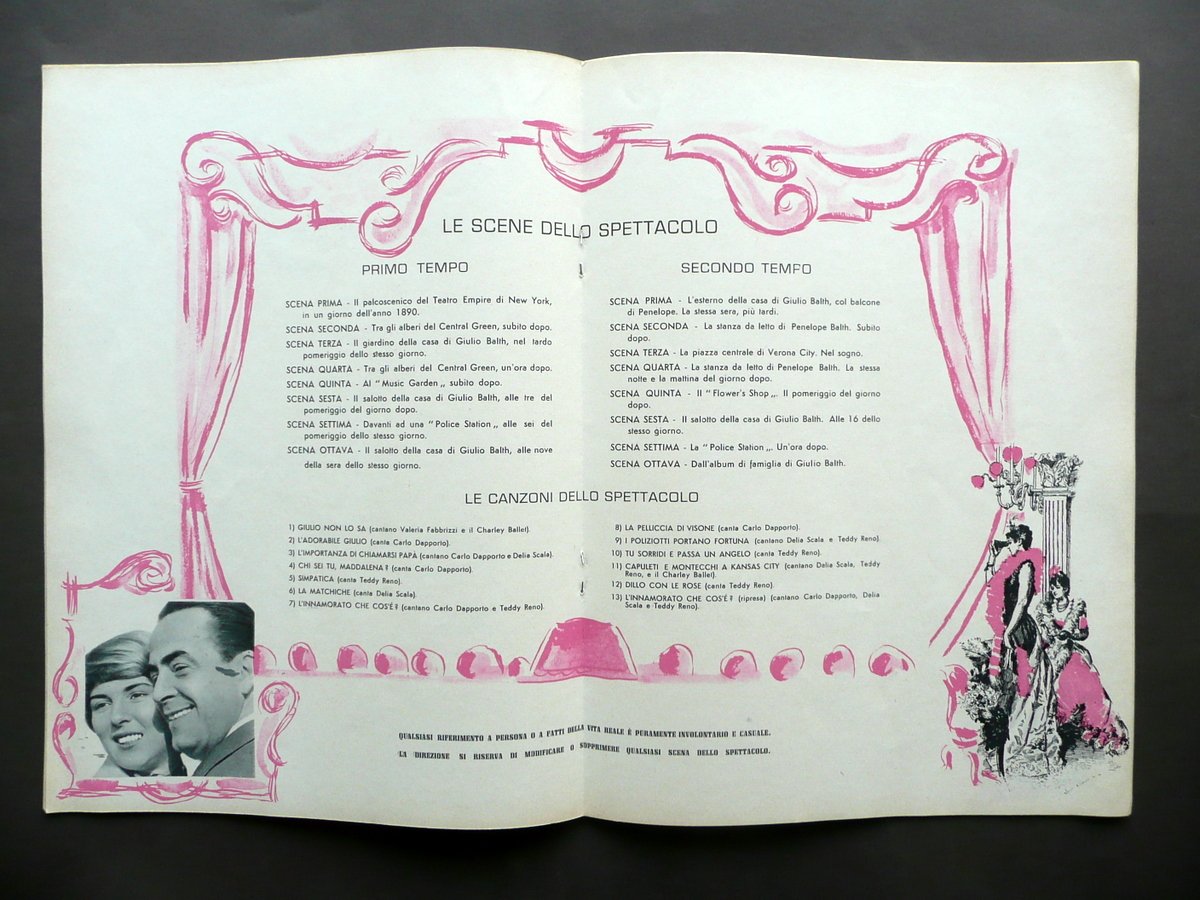 LE SCENE DELLO SPETTACOLO
PRIMO TEMPO
SCENA PRIMA - Il palcoscenico del Teatro Empire di New York,
in un giorno dell'anno 1890.
SCENA SECONDA - Tra gli alberi del Central Green, subito dopo.
SCENA TERZA - Il giardino della casa di Giulio Balth, nel tardo
pomeriggio dello stesso giorno.
SCENA QUARTA - Tra gli alberi del Central Green, un'ora dopo.
SCENA QUINTA - Al "Music Garden„ subito dopo.
SCENA SESTA - Il salotto della casa di Giulio Balth, alle tre del
pomeriggio del giorno dopo.
SCENA SETTIMA - Davanti ad una "Police Station„ alle sei del
pomeriggio dello stesso giorno.
SCENA OTTAVA - Il salotto della casa di Giulio Balth, alle nove
della sera dello stesso giorno.
SECONDO TEMPO
SCENA PRIMA - L'esterno della casa di Giulio Balth, col balcone
di Penelope. La stessa sera, più tardi.
SCENA SECONDA - La stanza da letto di Penelope Balth. Subito
dopo.
SCENA TERZA - La piazza centrale di Verona City. Nel sogno.
SCENA QUARTA - La stanza da letto di Penelope Balth. La stessa
notte e la mattina del giorno dopo.
SCENA QUINTA - Il "Flower's Shop„. Il pomeriggio del giorno
dopo.
SCENA SESTA - Il salotto della casa di Giulio Balth. Alle 16 dello
stesso giorno.
SCENA SETTIMA - La "Police Station„. Un'ora dopo.
SCENA OTTAVA - Dall'album di famiglia di Giulio Balth.
LE CANZONI DELLO SPETTACOLO
1) GIULIO NON LO SA (cantano Valeria Fabbrizzi e il Charley Ballet).
2) L'ADORABILE GIULIO (canta Carlo Dapporto).
3) L'IMPORTANZA DI CHIAMARSI PAPÀ (cantano Carlo Dapporto e Delia Scala).
4) CHI SEI TU, MADDALENA? (canta Carlo Dapporto).
5) SIMPATICA (canta Teddy Reno).
6) LA MATCHICHE (canta Delia Scala).
7) L'INNAMORATO CHE COS'È? (cantano Carlo Dapporto e Teddy Reno).
8) LA PELLICCIA DI VISONE (canta Carlo Dapporto).
9) I POLIZIOTTI PORTANO FORTUNA (cantano Delia Scala e Teddy Reno).
10) TU SORRIDI E PASSA UN ANGELO (canta Teddy Reno).
11) CAPULETI E MONTECCHI A KANSAS CITY (cantano Delia Scala, Teddy
Reno, e il Charley Ballet).
12) DILLO CON LE ROSE (canta Teddy Reno).
13) L'INNAMORATO CHE COS'È? (ripresa) (cantano Carlo Dapporto, Delia
Scala e Teddy Reno).
QUALSIASI RIFERIMENTO A PERSONA O A FATTI DELLA VITA REALE È PURAMENTE INVOLONTARIO E CASUALE.
LA DIREZIONE SI RISERVA DI MODIFICARE O SOPPRIMERE QUALSIASI SCENA DELLO SPETTACOLO.